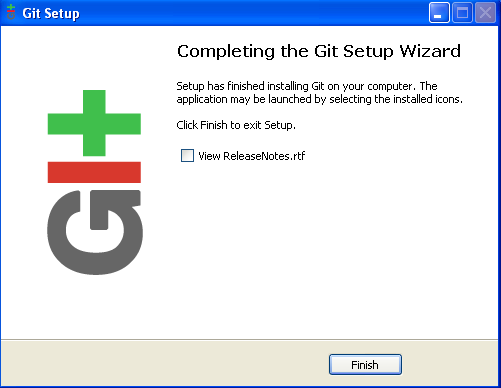 Git Setup
Completing the Git Setup Wizard
Setup has finished installing Git on your computer. The
application may be launched by selecting the installed icons.
Click Finish to exit Setup.
View ReleaseNotes.rtf
GIt
Finish